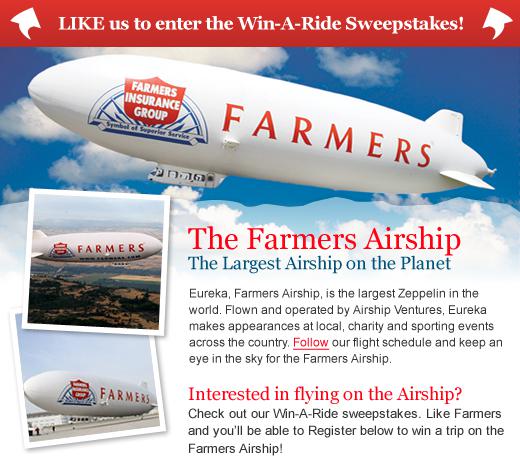 LIKE us to enter the Win-A-Ride Sweepstakes!
FARMERS
INSURANCE
GROUP
Symbol of Superior Service
FARMERS
FARMERS
www.farmers.com
The Farmers Airship
The Largest Airship on the Planet
Eureka, Farmers Airship, is the largest Zeppelin in the
world. Flown and operated by Airship Ventures, Eureka
makes appearances at local, charity and sporting events
across the country. Follow our flight schedule and keep an
eye in the sky for the Farmers Airship.
FARMERS
Interested in flying on the Airship?
Check out our Win-A-Ride sweepstakes. Like Farmers
and you'll be able to Register below to win a trip on the
Farmers Airship!